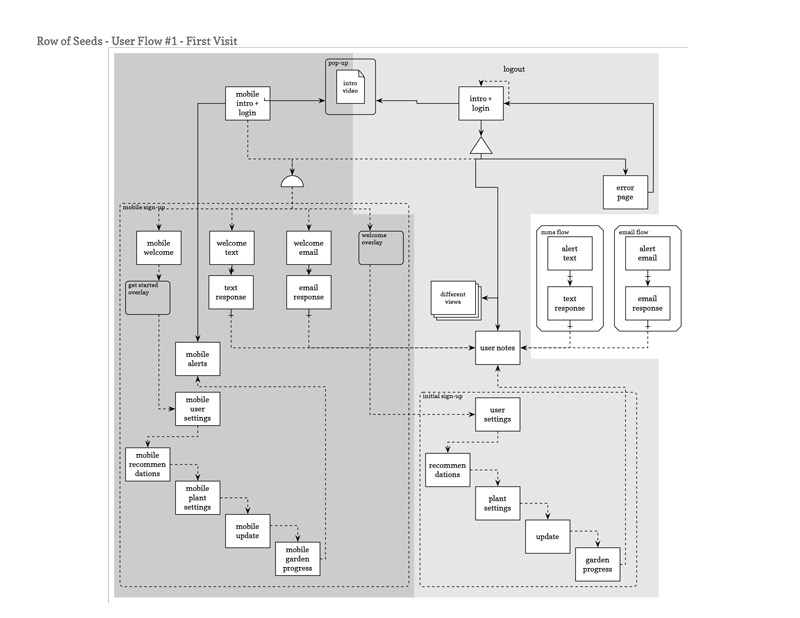 Row of Seeds - User Flow #1 - First Visit
pop-up
intro
video
logout
mobile
intro +
login
intro +
login
error
page
mobile sign-up
mobile
welcome
welcome
text
welcome
email
welcome
overlay
mms flow
alert
text
email flow
alert
email
get started
overlay
text
response
email
response
different
views
text
response
email
response
mobile
alerts
user notes
initial sign-up
mobile
user
settings
user
settings
mobile
recommen
dations
recommen
dations
mobile
plant
settings
plant
settings
mobile
update
update
mobile
garden
progress
garden
progress